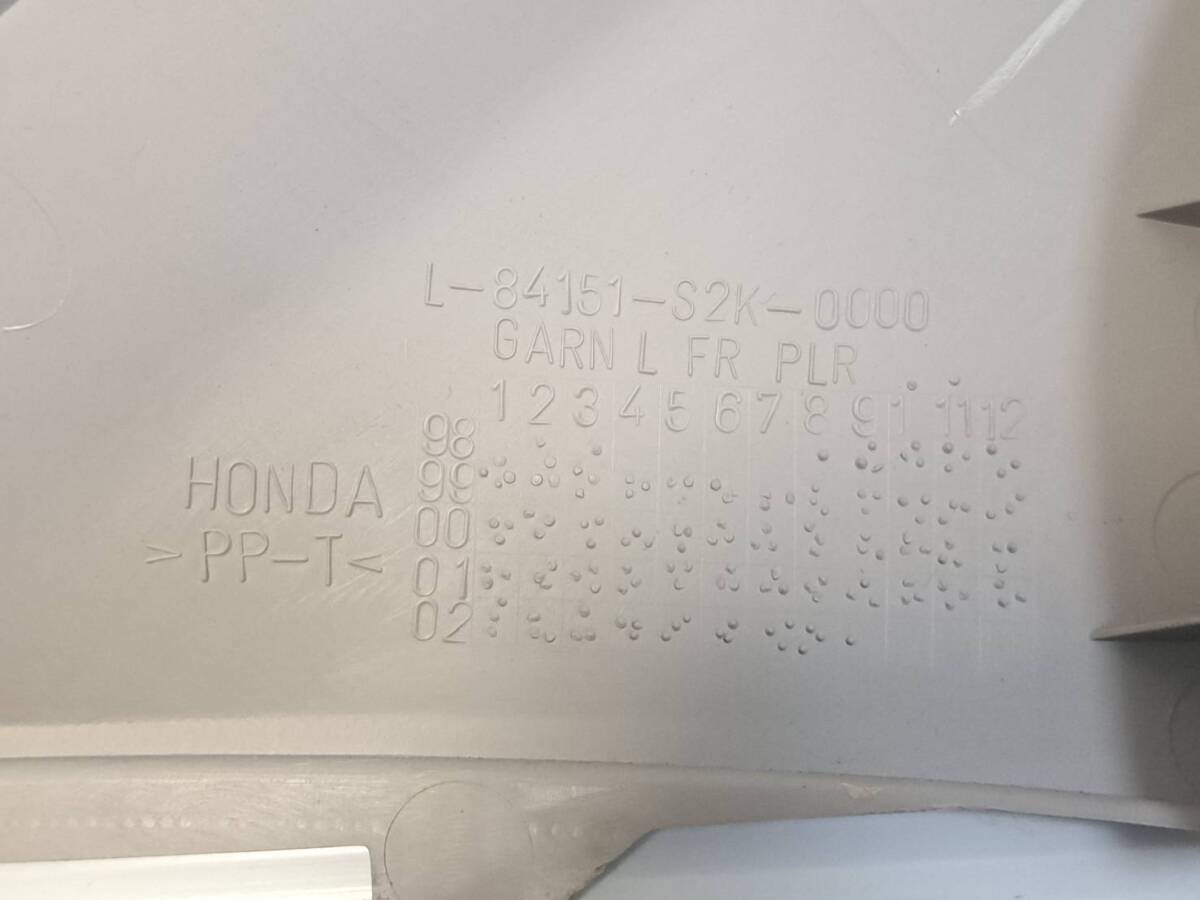 L-84151-S2K-0000
GARN L FR PLR
1 2 3 4 5 6 7 8 9 1 11 12
98
HONDA
99
00
>PP-T<
01
02